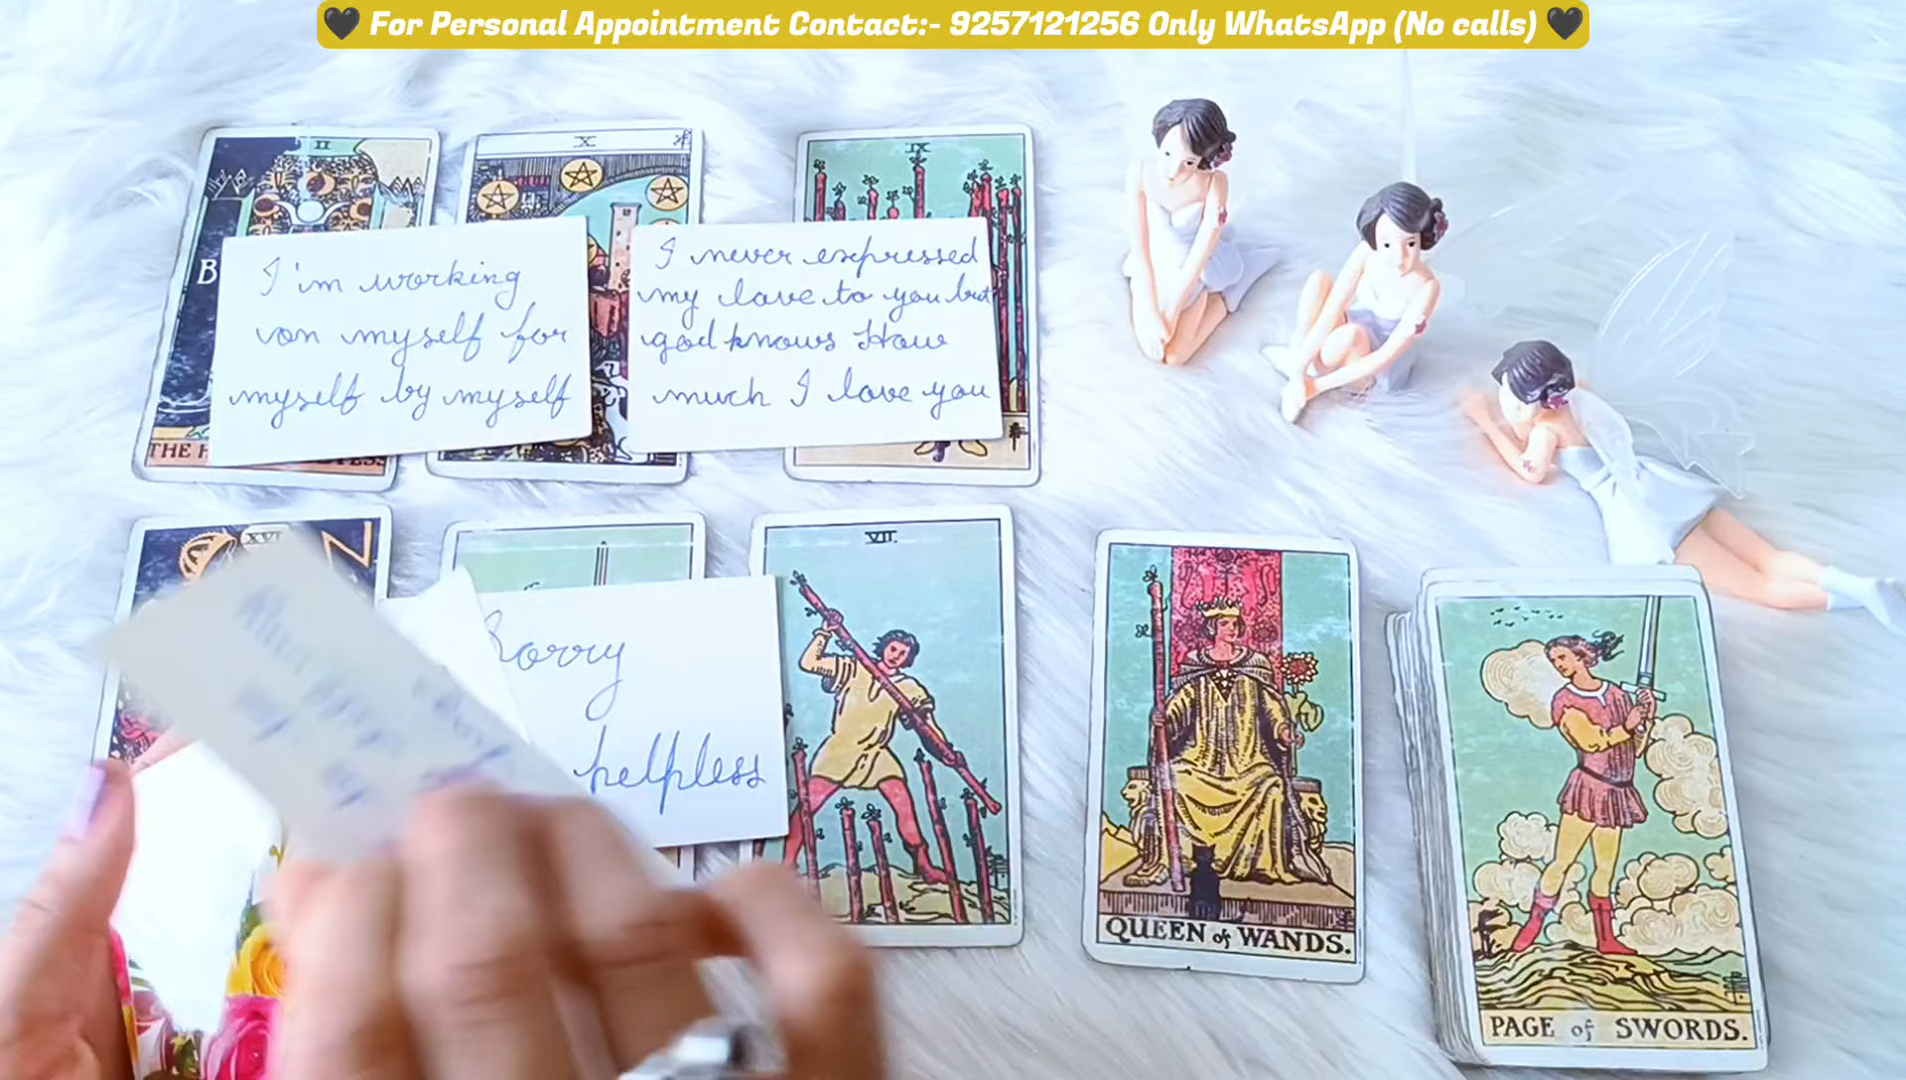 🖤 For Personal Appointment Contact:- 9257121256 Only WhatsApp (No calls) 🖤
II
X
IX
B
THE H
I'm working
on myself for
myself by myself
I never expressed
my love to you but
god knows How
much I love you
XVI
VII.
Sorry
helpless
QUEEN of WANDS.
PAGE of SWORDS.